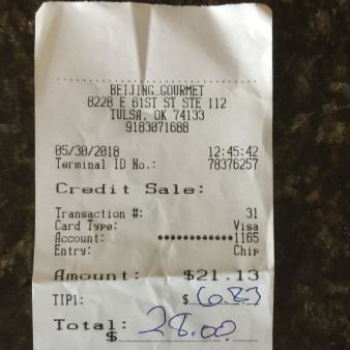 BEIJING GOURMET
8228 E 61ST ST STE 112
TULSA, OK 74133
9183071688
05/30/2018 12:45:42
Terminal ID No.: 78376257
Credit Sale:
Transaction #: 31
Card Type: Visa
Account: ************1165
Entry: Chip
Amount: $21.13
TIP1: $ 6.87
Total: $ 28.00